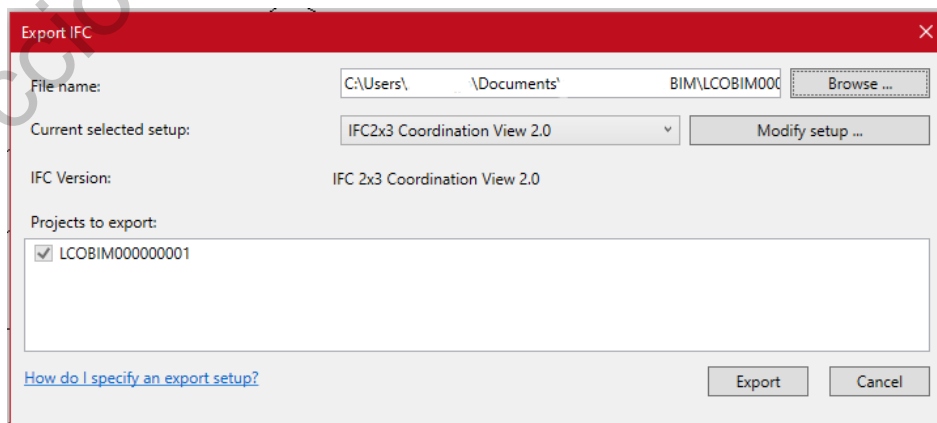 Export IFC
File name: C:\Users\ \Documents\ BIM\LCOBIM000 Browse ...
Current selected setup: IFC2x3 Coordination View 2.0 Modify setup ...
IFC Version: IFC 2x3 Coordination View 2.0
Projects to export:
LCOBIM000000001
How do I specify an export setup? Export Cancel